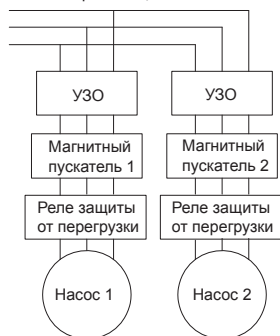 УЗО
УЗО
Магнитный
пускатель 1
Магнитный
пускатель 2
Реле защиты
от перегрузки
Реле защиты
от перегрузки
Насос 1
Насос 2